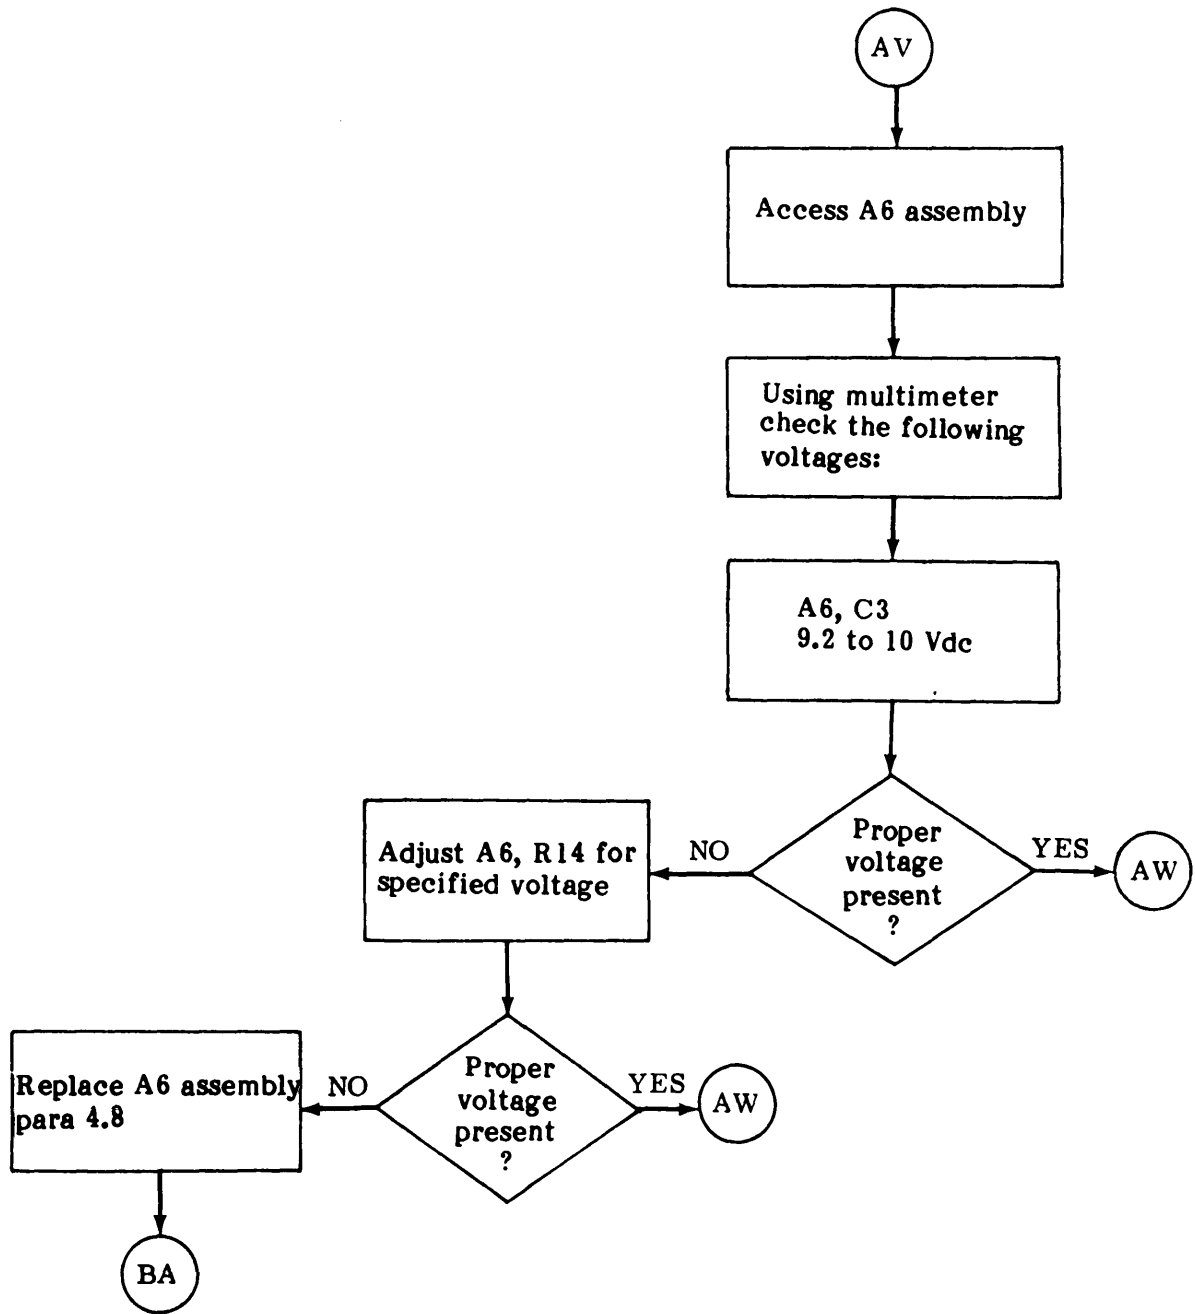 AV
Access A6 assembly
Using multimeter
check the following
voltages:
A6, C3
9.2 to 10 Vdc
Proper
voltage
present
?
YES
AW
NO
Adjust A6, R14 for
specified voltage
Proper
voltage
present
?
YES
AW
NO
Replace A6 assembly
para 4.8
BA